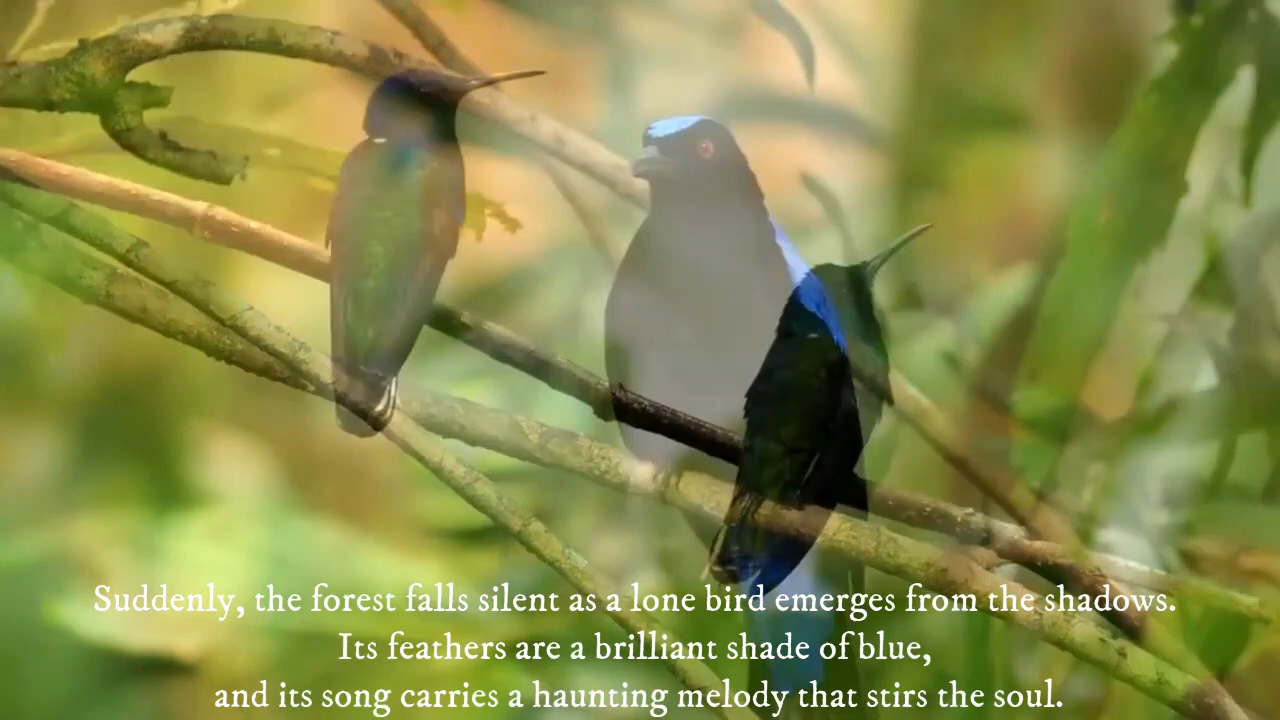 Suddenly, the forest falls silent as a lone bird emerges from the shadows.
Its feathers are a brilliant shade of blue,
and its song carries a haunting melody that stirs the soul.